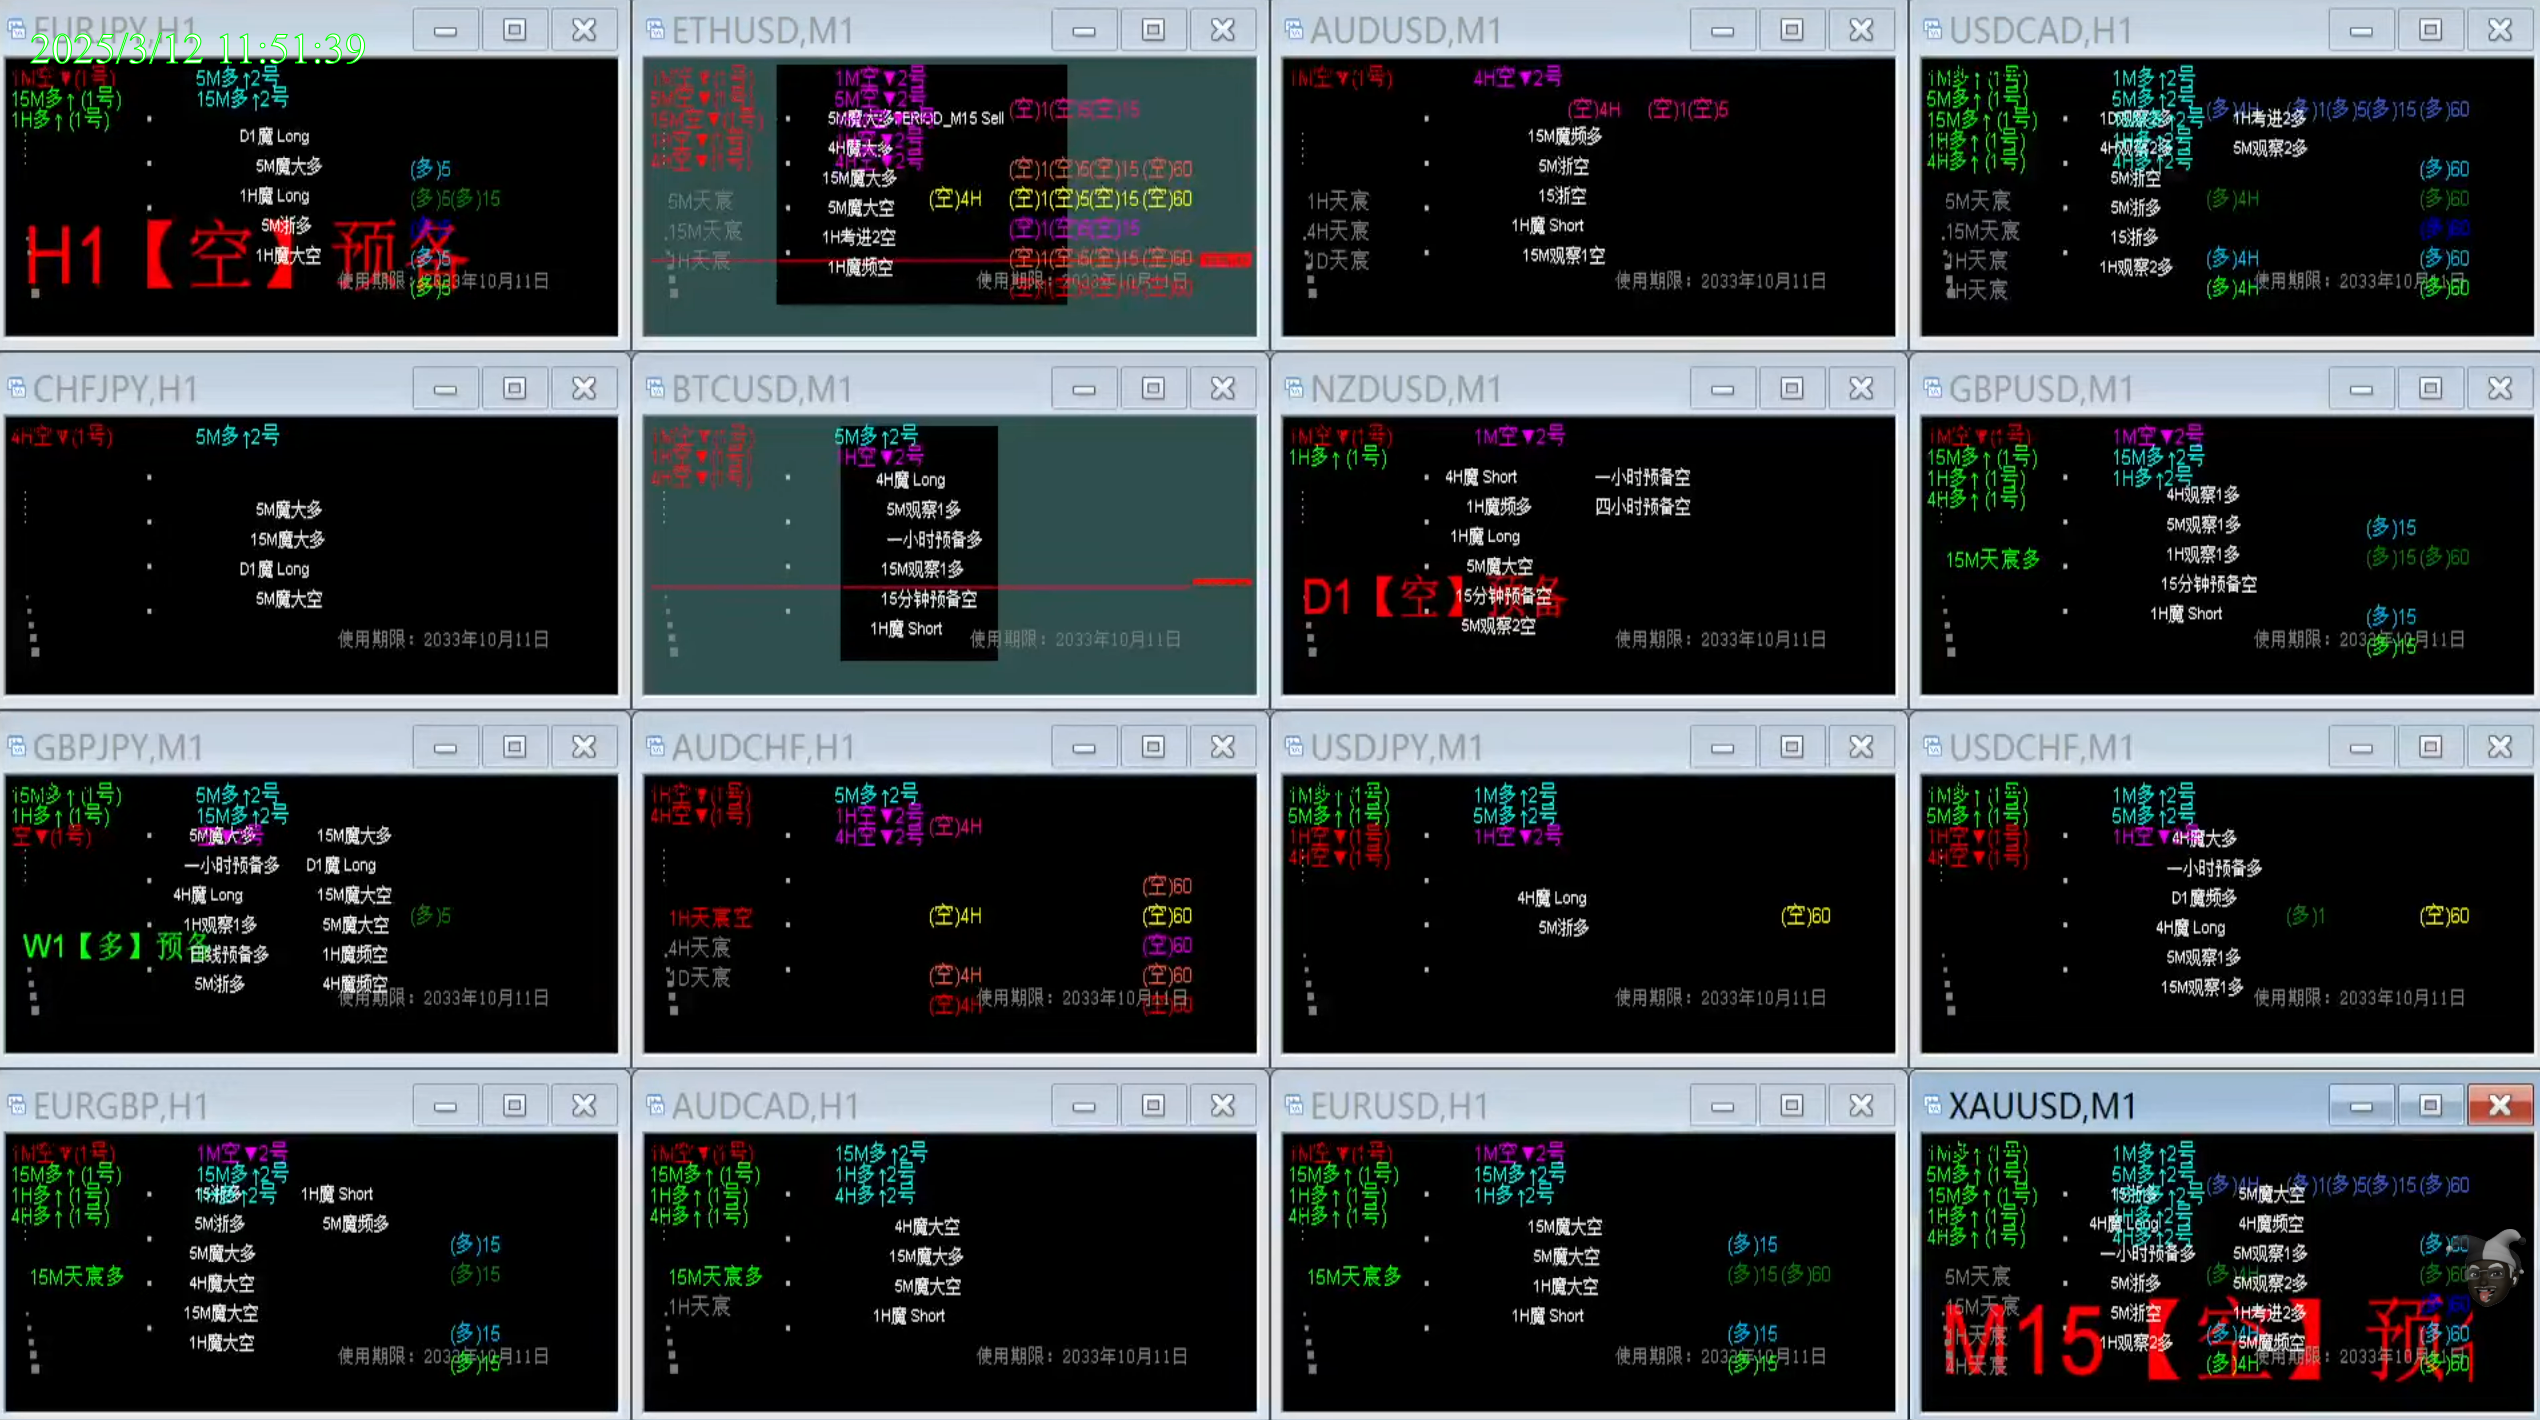 EURJPY,H1
2025/3/12 11:51:39
1M空▼(1号) 5M多↑2号
15M多↑(1号) 15M多↑2号
1H多↑(1号)
D1魔 Long
5M魔大多 (多)5
1H魔 Long (多)5(多)15
5M浙多
1H魔大空 (多)5
H1【空】预备
使用期限：2033年10月11日
(多)5
ETHUSD,M1
1M空▼(1号) 1M空▼2号
5M空▼(1号) 5M空▼2号
(空)1(空)5(空)15
15M空▼(1号) 5M魔大多 PERIOD_M15 Sell
4H魔大多
4H空▼(1号) 4H空▼2号
15M魔大多 (空)1(空)5(空)15(空)60
5M天宸 5M魔大空 (空)4H (空)1(空)5(空)15(空)60
15M天宸 1H考进2空 (空)1(空)5(空)15
1H天宸 1H魔频空 (空)1(空)5(空)15(空)60
使用期限：2033年10月11日
AUDUSD,M1
1M空▼(1号) 4H空▼2号
(空)4H (空)1(空)5
15M魔频多
5M浙空
1H天宸 15浙空
4H天宸 1H魔 Short
1D天宸 15M观察1空
使用期限：2033年10月11日
USDCAD,H1
1M多↑(1号) 1M多↑2号
5M多↑(1号) 5M多↑2号
(多)4H (多)1(多)5(多)15(多)60
15M多↑(1号) 1D观察2多 1H考进2多
1H多↑(1号) 4H观察2多 5M观察2多
4H多↑(1号) 4H多↑2号
5M浙空 (多)60
5M天宸 5M浙多 (多)4H (多)60
15M天宸 15浙多 (多)60
1H天宸 1H观察2多 (多)4H (多)60
4H天宸 (多)4H 使用期限：2033年10月11日 (多)60
CHFJPY,H1
4H空▼(1号) 5M多↑2号
5M魔大多
15M魔大多
D1魔 Long
5M魔大空
使用期限：2033年10月11日
BTCUSD,M1
1M空▼(1号) 5M多↑2号
1H空▼(1号) 1H空▼2号
4H空▼(1号) 4H魔 Long
5M观察1多
一小时预备多
15M观察1多
15分钟预备空
1H魔 Short
使用期限：2033年10月11日
NZDUSD,M1
1M空▼(1号) 1M空▼2号
1H多↑(1号)
4H魔 Short 一小时预备空
1H魔频多 四小时预备空
1H魔 Long
5M魔大空
D1【空】预备
15分钟预备空
5M观察2空
使用期限：2033年10月11日
GBPUSD,M1
1M空▼(1号) 1M空▼2号
15M多↑(1号) 15M多↑2号
1H多↑(1号) 1H多↑2号
4H多↑(1号) 4H观察1多
5M观察1多 (多)15
15M天宸多 1H观察1多 (多)15(多)60
15分钟预备空
1H魔 Short (多)15
使用期限：2033年10月11日
(多)15
GBPJPY,M1
15M多↑(1号) 5M多↑2号
1H多↑(1号) 15M多↑2号
空▼(1号) 5M魔大多 15M魔大多
一小时预备多 D1魔 Long
4H魔 Long 15M魔大空
1H观察1多 5M魔大空 (多)5
W1【多】预备
日线预备多 1H魔频空
5M浙多 4H魔频空
使用期限：2033年10月11日
AUDCHF,H1
1H空▼(1号) 5M多↑2号
4H空▼(1号) 1H空▼2号
4H空▼2号 (空)4H
(空)60
1H天宸空 (空)4H (空)60
4H天宸 (空)60
1D天宸 (空)4H (空)60
(空)4H 使用期限：2033年10月11日 (空)60
USDJPY,M1
1M多↑(1号) 1M多↑2号
5M多↑(1号) 5M多↑2号
1H空▼(1号) 1H空▼2号
4H空▼(1号)
4H魔 Long
5M浙多 (空)60
使用期限：2033年10月11日
USDCHF,M1
1M多↑(1号) 1M多↑2号
5M多↑(1号) 5M多↑2号
1H空▼(1号) 1H空▼ 4H魔大多
4H空▼(1号) 一小时预备多
D1魔频多
4H魔 Long (多)1 (空)60
5M观察1多
15M观察1多
使用期限：2033年10月11日
EURGBP,H1
1M空▼(1号) 1M空▼2号
15M多↑(1号) 15M多↑2号
1H多↑(1号) 15浙多 1H魔 Short
4H多↑(1号) 5M浙多 5M魔频多
5M魔大多 (多)15
15M天宸多 4H魔大空 (多)15
15M魔大空
1H魔大空 (多)15
使用期限：2033年10月11日
(多)15
AUDCAD,H1
1M空▼(1号) 15M多↑2号
15M多↑(1号) 1H多↑2号
1H多↑(1号) 4H多↑2号
4H多↑(1号)
4H魔大空
15M魔大多
15M天宸多 5M魔大空
1H天宸 1H魔 Short
使用期限：2033年10月11日
EURUSD,H1
1M空▼(1号) 1M空▼2号
15M多↑(1号) 15M多↑2号
1H多↑(1号) 1H多↑2号
4H多↑(1号)
15M魔大空 (多)15
5M魔大空
15M天宸多 1H魔大空 (多)15(多)60
1H魔 Short (多)15
使用期限：2033年10月11日
(多)15
XAUUSD,M1
1M多↑(1号) 1M多↑2号
5M多↑(1号) 5M多↑2号
(多)4H (多)1(多)5(多)15(多)60
15M多↑(1号) 15浙多 5M魔大空
1H多↑(1号) 4H魔 Long 4H魔频空
4H多↑(1号) 一小时预备多 5M观察1多
5M天宸 5M浙多 (多)4H 5M观察2多 (多)60
15M天宸 5M浙空 1H考进2多 (多)60
1H天宸 1H观察2多 5M魔频空 (多)60
M15【空】预
4H天宸 (多)4H 使用期限：2033年10月11日 (多)60